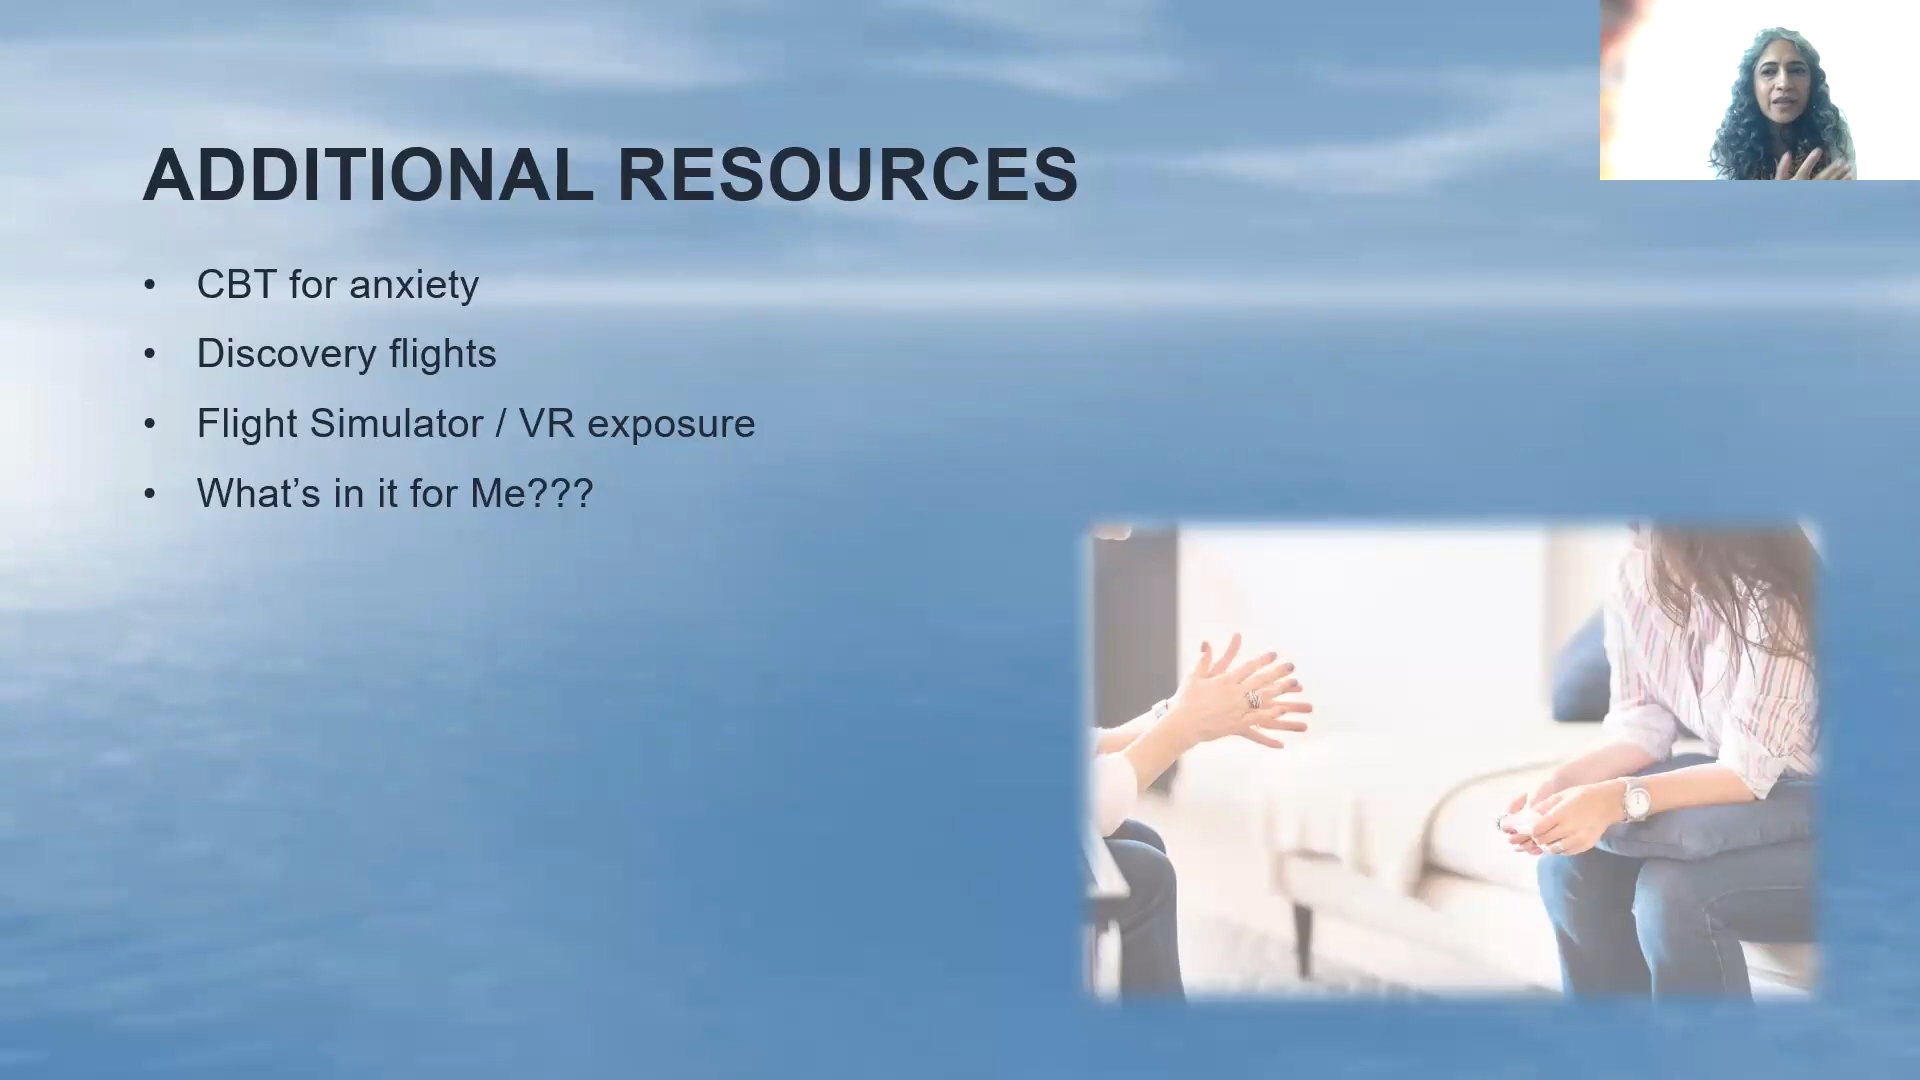 ADDITIONAL RESOURCES
• CBT for anxiety
• Discovery flights
• Flight Simulator / VR exposure
• What’s in it for Me???